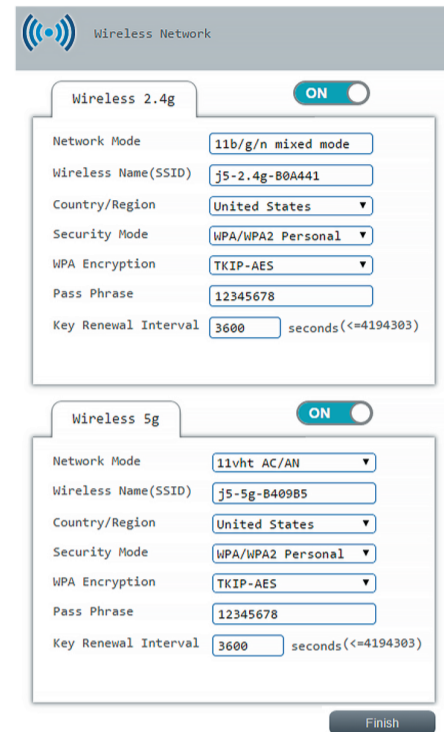 Wireless Network
Wireless 2.4g ON
Network Mode 11b/g/n mixed mode
Wireless Name(SSID) j5-2.4g-B0A441
Country/Region United States
Security Mode WPA/WPA2 Personal
WPA Encryption TKIP-AES
Pass Phrase 12345678
Key Renewal Interval 3600 seconds(<=4194303)
Wireless 5g ON
Network Mode 11vht AC/AN
Wireless Name(SSID) j5-5g-B409B5
Country/Region United States
Security Mode WPA/WPA2 Personal
WPA Encryption TKIP-AES
Pass Phrase 12345678
Key Renewal Interval 3600 seconds(<=4194303)
Finish